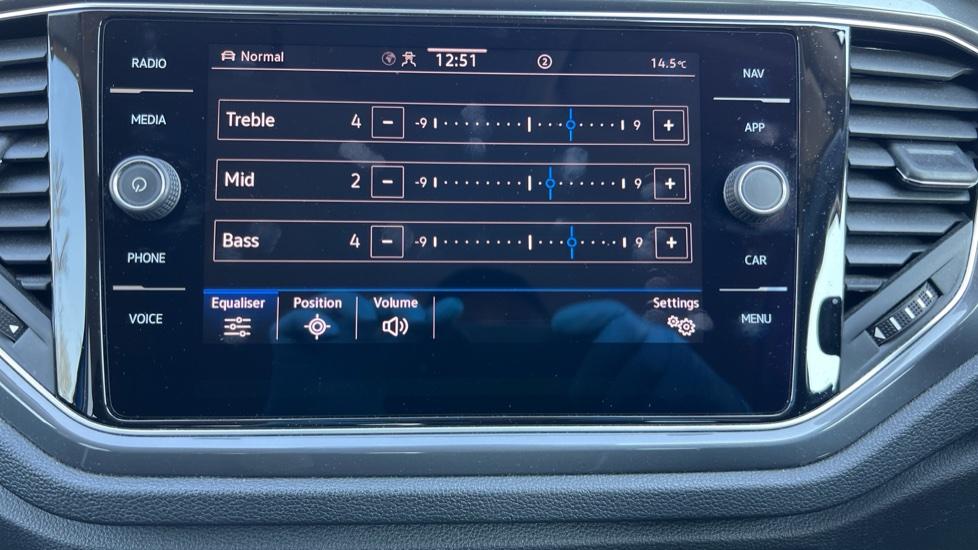 RADIO
MEDIA
PHONE
VOICE
Normal 12:51 2 14.5°C
Treble 4 - -9 9 +
Mid 2 - -9 9 +
Bass 4 - -9 9 +
Equaliser Position Volume Settings
NAV
APP
CAR
MENU